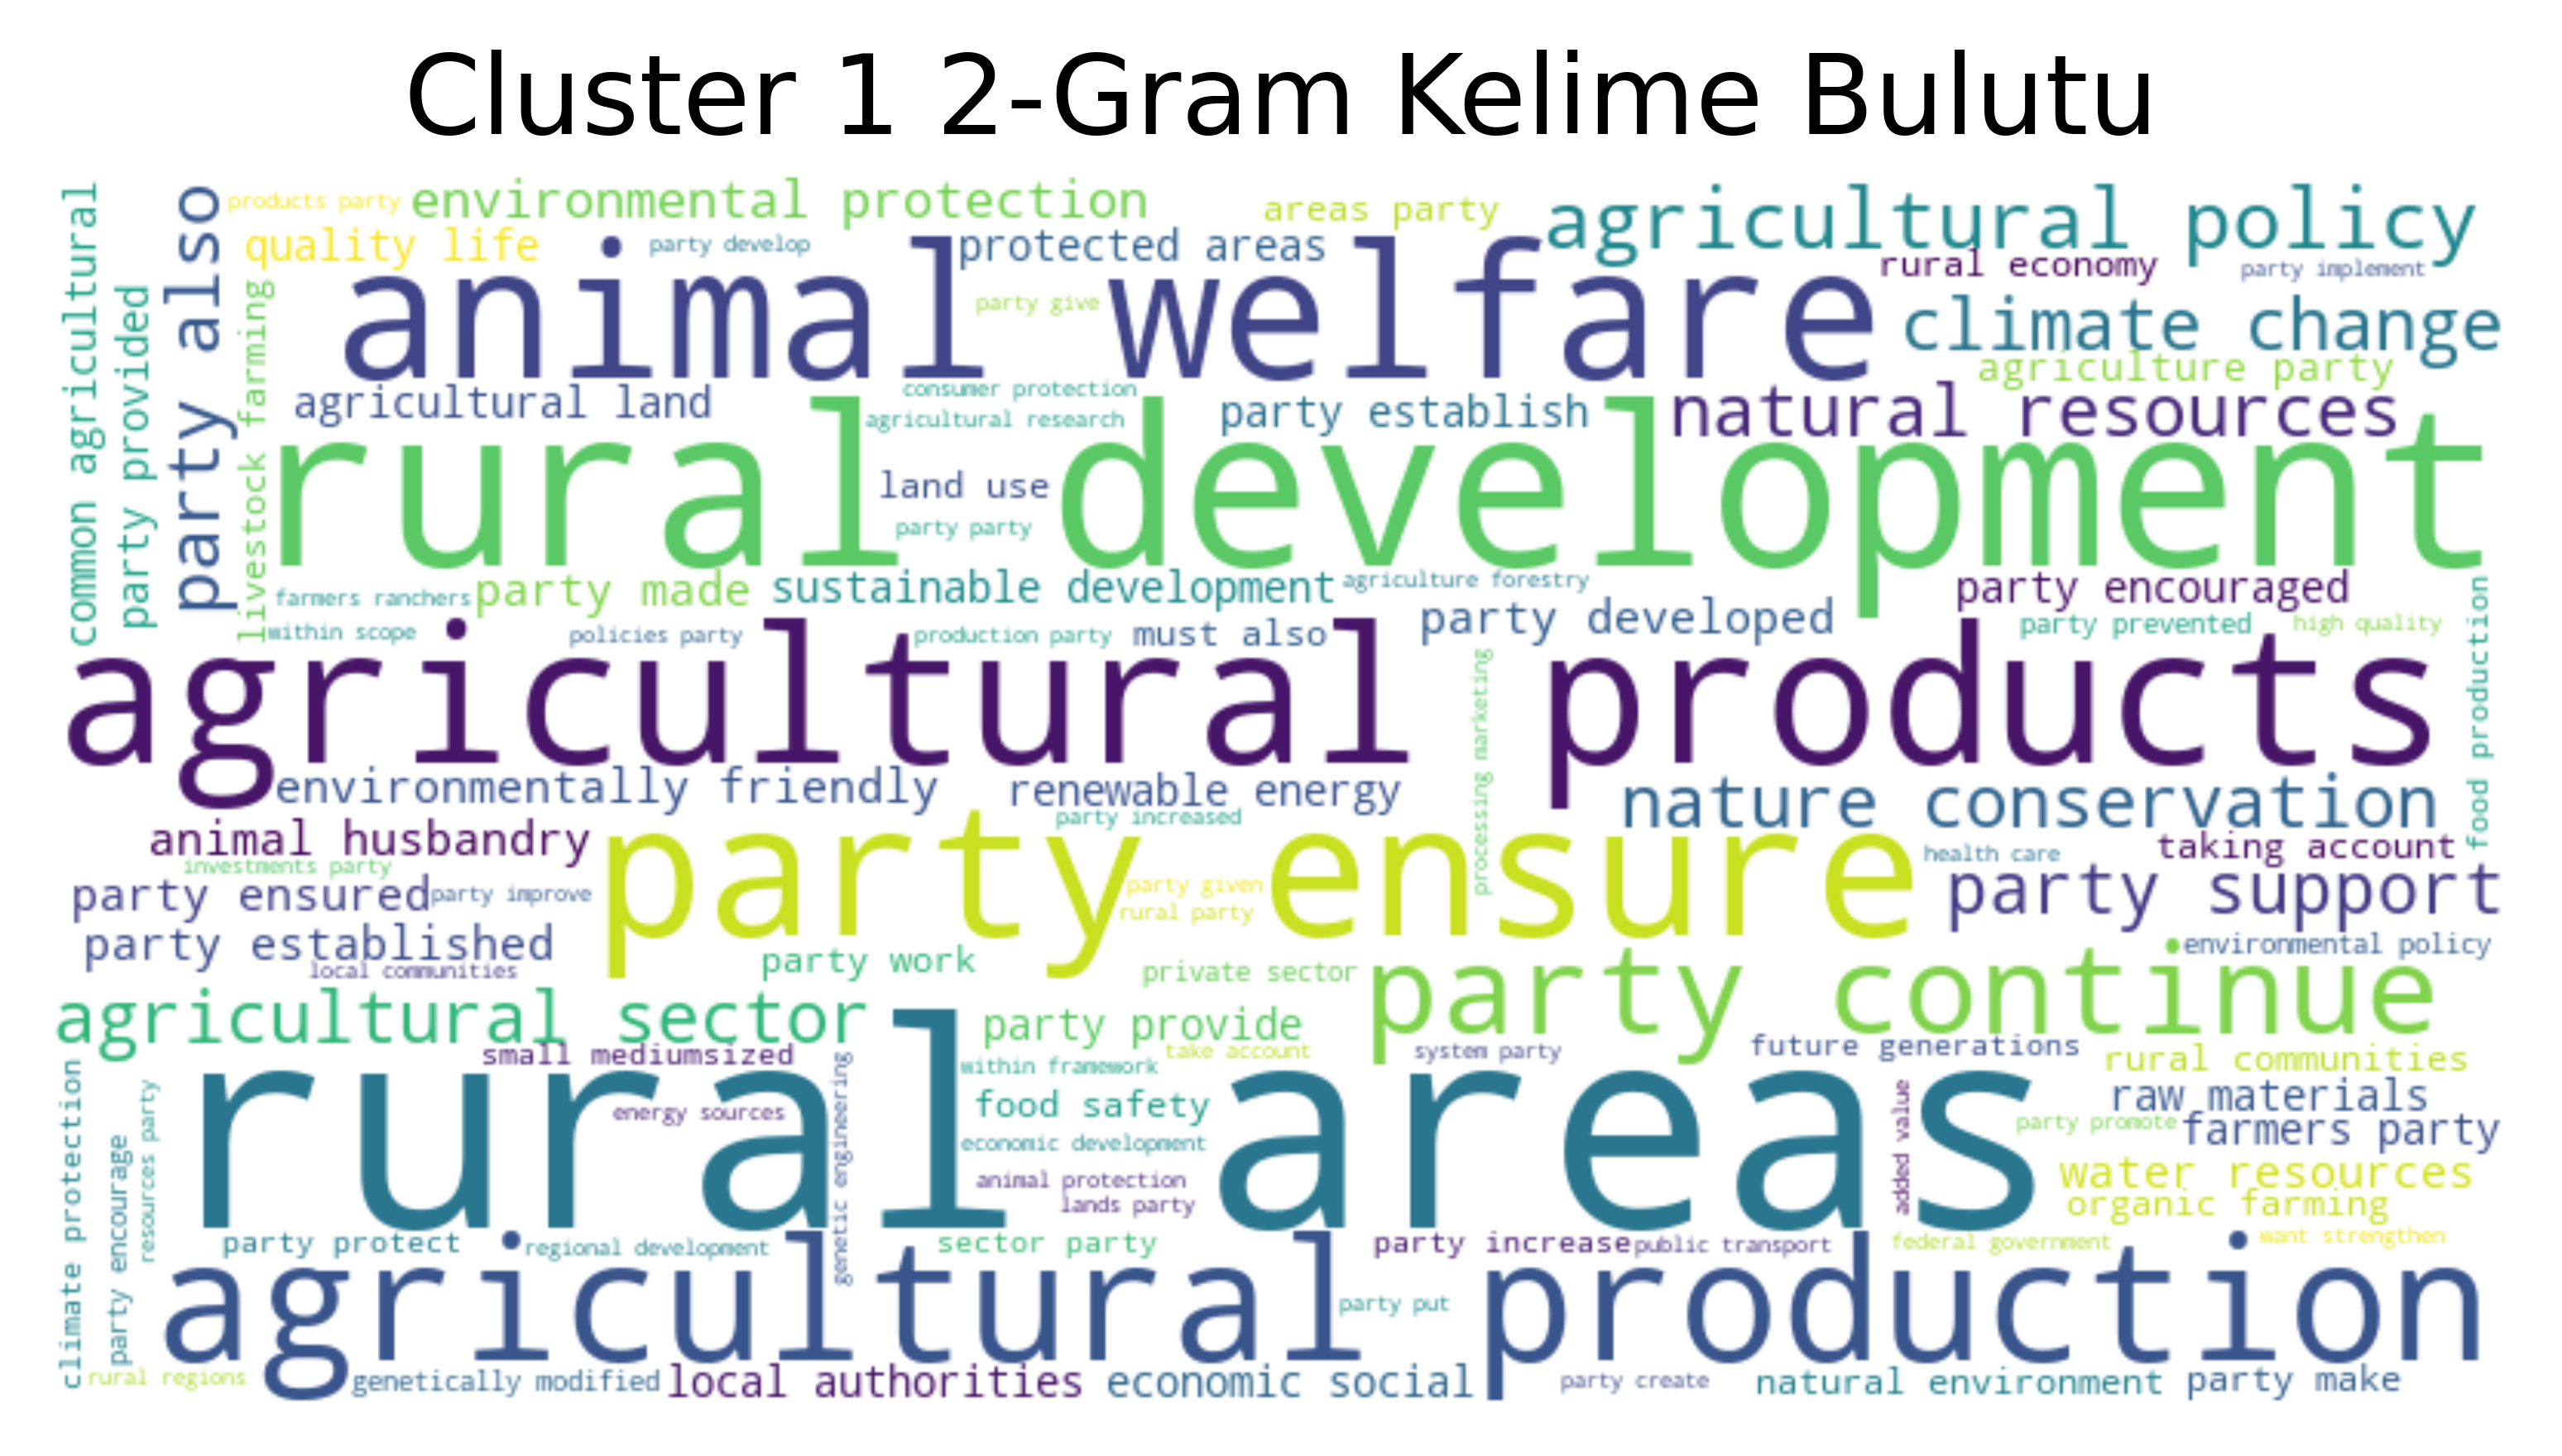 Cluster 1 2-Gram Kelime Bulutu
common agricultural
party provided
party also
products party
environmental protection
areas party
agricultural policy
quality life
party develop
protected areas
rural economy
party implement
livestock farming
animal welfare
party give
climate change
agriculture party
agricultural land
consumer protection
agricultural research
party establish
natural resources
rural development
land use
party party
farmers ranchers
party made
sustainable development
agriculture forestry
party encouraged
within scope
policies party
production party
must also
party developed
party prevented
high quality
food production
agricultural products
processing marketing
environmentally friendly
renewable energy
nature conservation
animal husbandry
party increased
investments party
party ensure
health care
taking account
party ensured
party improve
party given
rural party
party support
party established
local communities
party work
private sector
party continue
environmental policy
agricultural sector
party provide
small mediumsized
within framework
take account
system party
future generations
rural communities
climate protection
party encourage
resources party
rural areas
energy sources
genetic engineering
food safety
economic development
animal protection
lands party
added value
raw materials
party promote
farmers party
water resources
organic farming
party protect
regional development
sector party
party increase
public transport
federal government
want strengthen
agricultural production
party put
rural regions
genetically modified
local authorities
economic social
party create
natural environment
party make